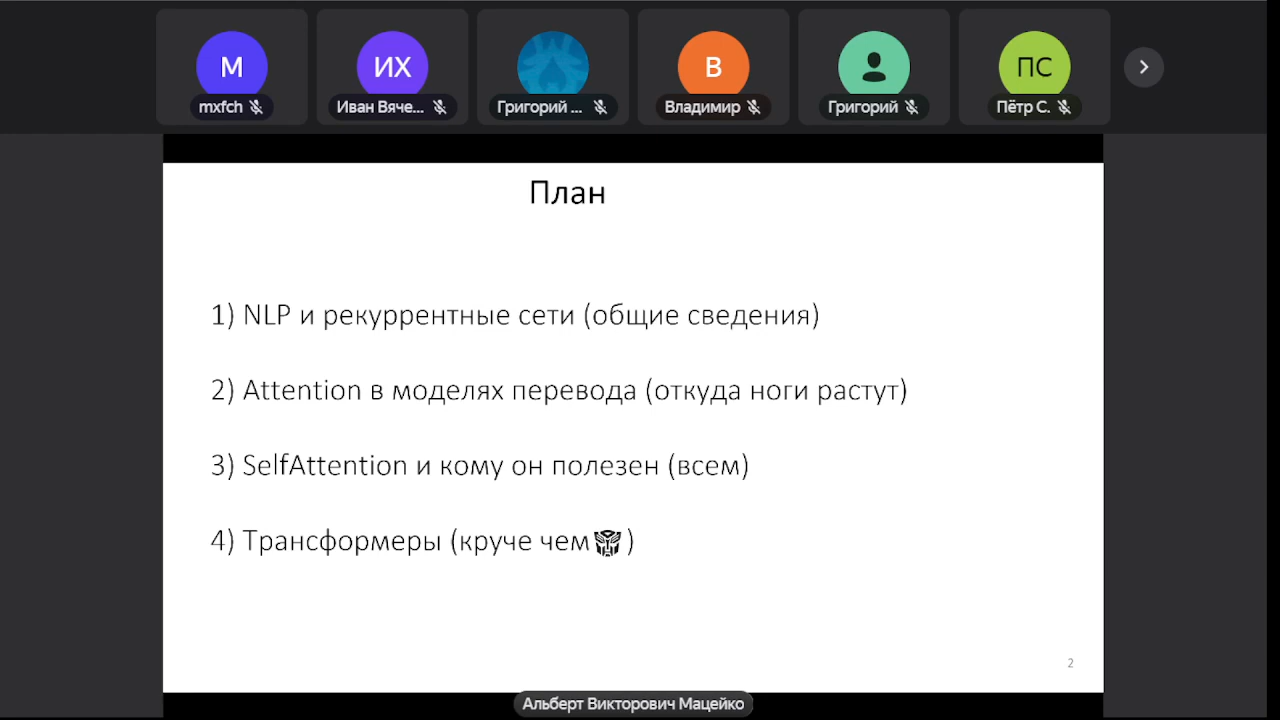 М
ИХ
В
ПС
mxfch
Иван Вяче...
Григорий ...
Владимир
Григорий
Пётр С.
План
1) NLP и рекуррентные сети (общие сведения)
2) Attention в моделях перевода (откуда ноги растут)
3) SelfAttention и кому он полезен (всем)
4) Трансформеры (круче чем )
2
Альберт Викторович Мацейко